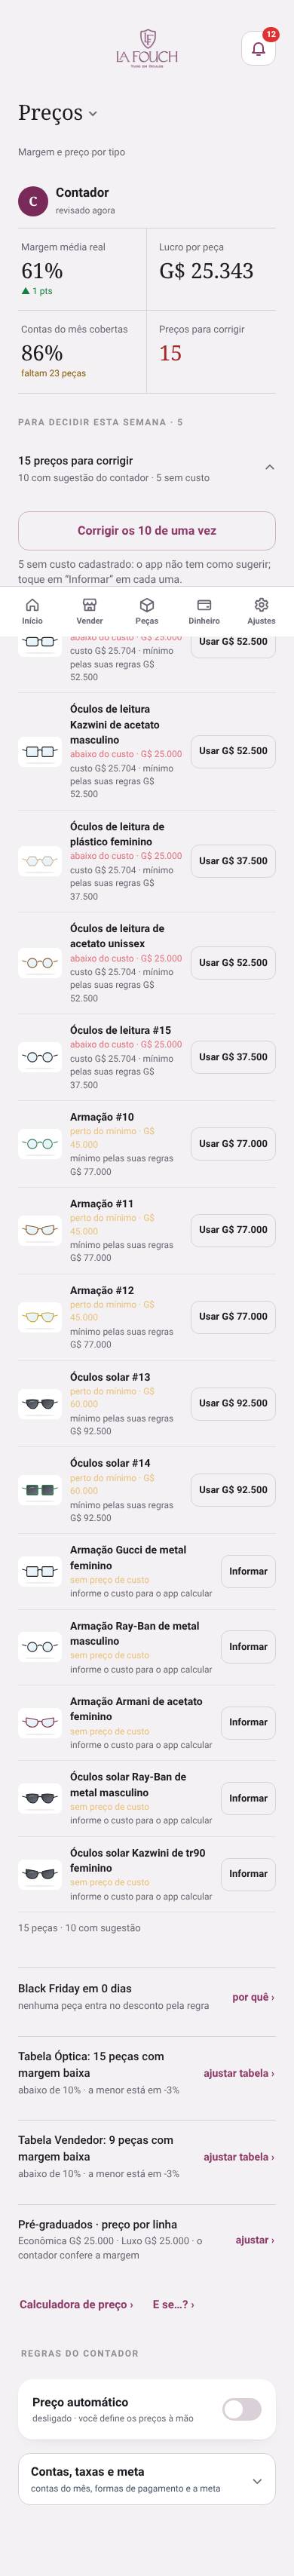 LA FOUCH
12
Preços
Margem e preço por tipo
C
Contador
revisado agora
Margem média real
61%
▲ 1 pts
Lucro por peça
G$ 25.343
Contas do mês cobertas
86%
faltam 23 peças
Preços para corrigir
15
PARA DECIDIR ESTA SEMANA · 5
15 preços para corrigir
10 com sugestão do contador · 5 sem custo
Corrigir os 10 de uma vez
5 sem custo cadastrado: o app não tem como sugerir;
toque em "Informar" em cada uma.
Início
Vender
Peças
Dinheiro
Ajustes
abaixo do custo · G$ 25.000
custo G$ 25.704 · mínimo
pelas suas regras G$
52.500
Usar G$ 52.500
Óculos de leitura
Kazwini de acetato
masculino
abaixo do custo · G$ 25.000
custo G$ 25.704 · mínimo
pelas suas regras G$
52.500
Usar G$ 52.500
Óculos de leitura de
plástico feminino
abaixo do custo · G$ 25.000
custo G$ 25.704 · mínimo
pelas suas regras G$
37.500
Usar G$ 37.500
Óculos de leitura de
acetato unissex
abaixo do custo · G$ 25.000
custo G$ 25.704 · mínimo
pelas suas regras G$
52.500
Usar G$ 52.500
Óculos de leitura #15
abaixo do custo · G$ 25.000
custo G$ 25.704 · mínimo
pelas suas regras G$
37.500
Usar G$ 37.500
Armação #10
perto do mínimo · G$
45.000
mínimo pelas suas regras
G$ 77.000
Usar G$ 77.000
Armação #11
perto do mínimo · G$
45.000
mínimo pelas suas regras
G$ 77.000
Usar G$ 77.000
Armação #12
perto do mínimo · G$
45.000
mínimo pelas suas regras
G$ 77.000
Usar G$ 77.000
Óculos solar #13
perto do mínimo · G$
60.000
mínimo pelas suas regras
G$ 92.500
Usar G$ 92.500
Óculos solar #14
perto do mínimo · G$
60.000
mínimo pelas suas regras
G$ 92.500
Usar G$ 92.500
Armação Gucci de metal
feminino
sem preço de custo
informe o custo para o app calcular
Informar
Armação Ray-Ban de metal
masculino
sem preço de custo
informe o custo para o app calcular
Informar
Armação Armani de acetato
feminino
sem preço de custo
informe o custo para o app calcular
Informar
Óculos solar Ray-Ban de
metal masculino
sem preço de custo
informe o custo para o app calcular
Informar
Óculos solar Kazwini de tr90
feminino
sem preço de custo
informe o custo para o app calcular
Informar
15 peças · 10 com sugestão
Black Friday em 0 dias
nenhuma peça entra no desconto pela regra
por quê ›
Tabela Óptica: 15 peças com
margem baixa
abaixo de 10% · a menor está em -3%
ajustar tabela ›
Tabela Vendedor: 9 peças com
margem baixa
abaixo de 10% · a menor está em -3%
ajustar tabela ›
Pré-graduados · preço por linha
Econômica G$ 25.000 · Luxo G$ 25.000 · o
contador confere a margem
ajustar ›
Calculadora de preço ›
E se…? ›
REGRAS DO CONTADOR
Preço automático
desligado · você define os preços à mão
Contas, taxas e meta
contas do mês, formas de pagamento e a meta